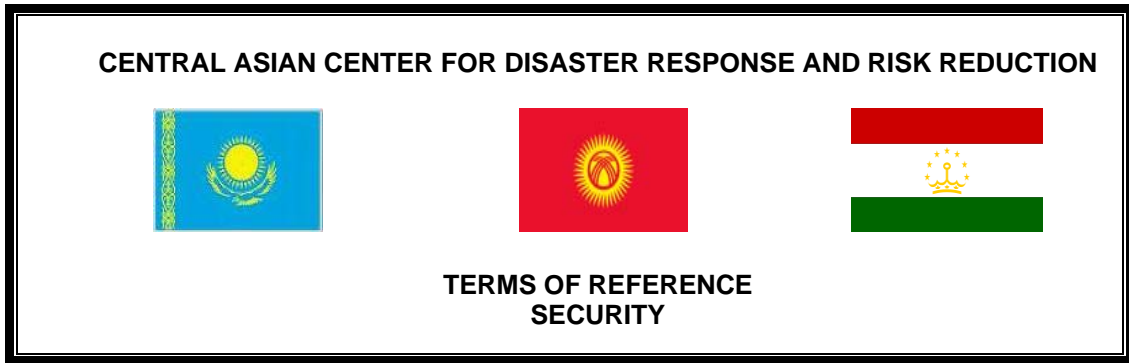 CENTRAL ASIAN CENTER FOR DISASTER RESPONSE AND RISK REDUCTION
TERMS OF REFERENCE
SECURITY